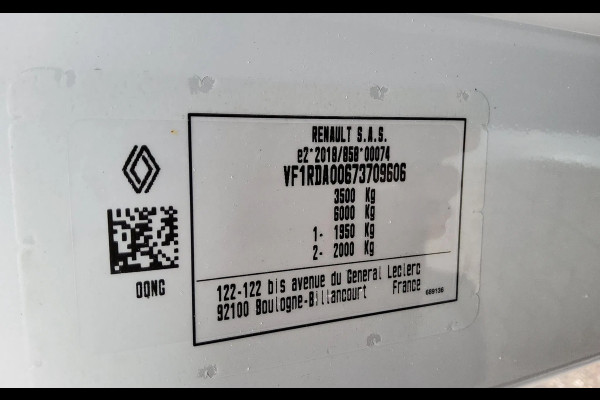 RENAULT S.A.S.
e2*2018/858*00074
VF1RDA00673709606
3500 Kg
6000 Kg
1- 1950 Kg
2- 2000 Kg
OQNG
122-122 bis avenue du General Leclerc
92100 Boulogne-Billancourt France
689136